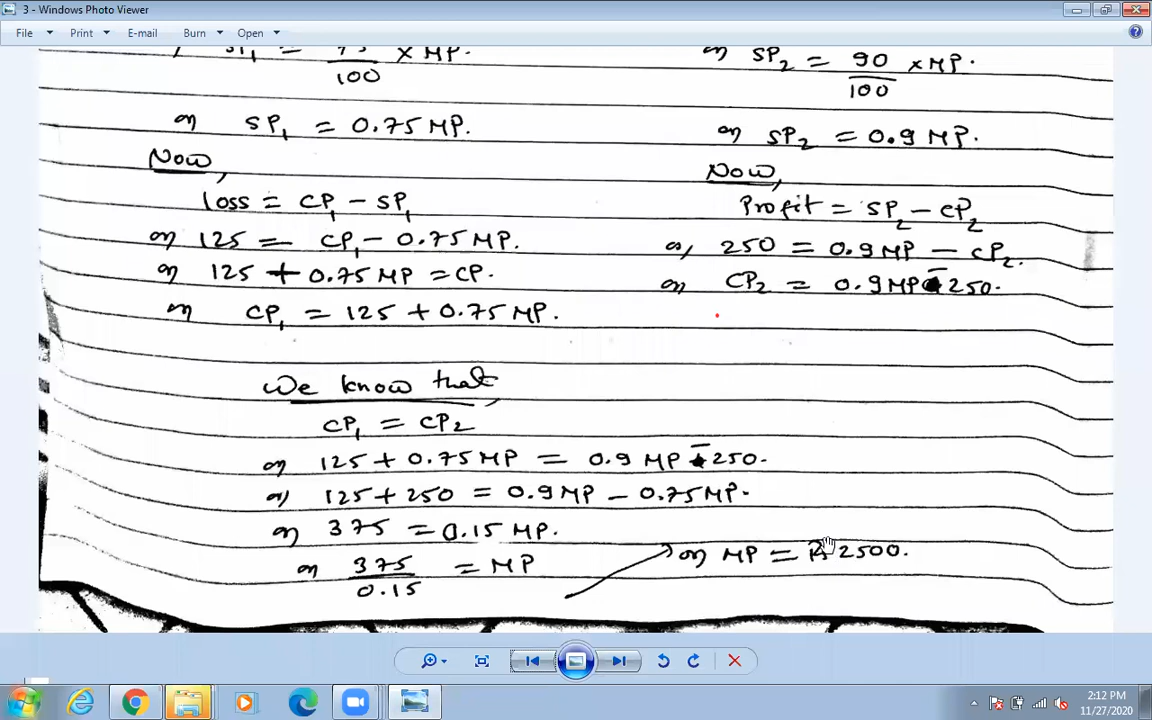 3 - Windows Photo Viewer
File Print E-mail Burn Open
SP₁ = 75/100 × MP.
or SP₁ = 0.75 MP.
Now,
loss = CP₁ - SP₁
or 125 = CP₁ - 0.75 MP.
or 125 + 0.75 MP = CP.
or CP₁ = 125 + 0.75 MP.
or SP₂ = 90/100 × MP.
or SP₂ = 0.9 MP.
Now,
Profit = SP₂ - CP₂
or 250 = 0.9 MP - CP₂.
or CP₂ = 0.9 MP - 250.
We know that,
CP₁ = CP₂
or 125 + 0.75 MP = 0.9 MP - 250.
or 125 + 250 = 0.9 MP - 0.75 MP.
or 375 = 0.15 MP.
or 375/0.15 = MP
or MP = Rs 2500.
2:12 PM
11/27/2020